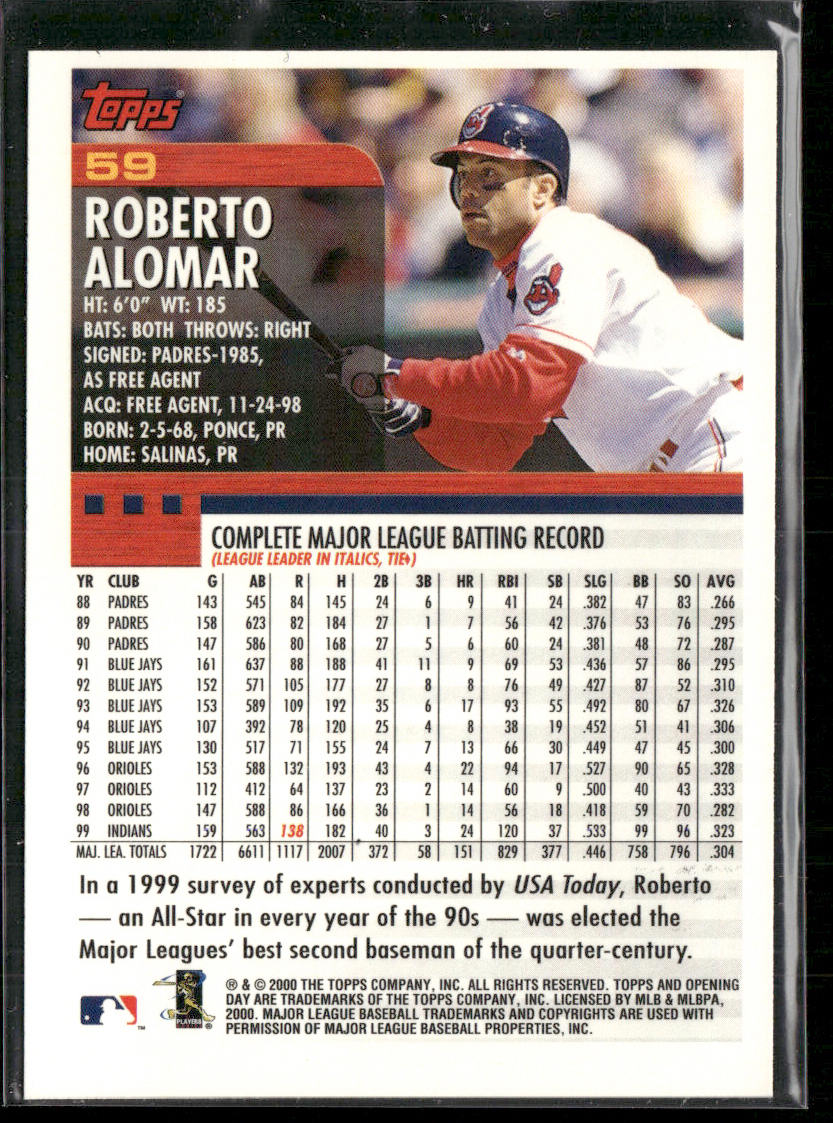 TOPPS
59
ROBERTO
ALOMAR
HT: 6'0" WT: 185
BATS: BOTH THROWS: RIGHT
SIGNED: PADRES-1985,
AS FREE AGENT
ACQ: FREE AGENT, 11-24-98
BORN: 2-5-68, PONCE, PR
HOME: SALINAS, PR
COMPLETE MAJOR LEAGUE BATTING RECORD
(LEAGUE LEADER IN ITALICS, TIE♦)
YR CLUB G AB R H 2B 3B HR RBI SB SLG BB SO AVG
88 PADRES 143 545 84 145 24 6 9 41 24 .382 47 83 .266
89 PADRES 158 623 82 184 27 1 7 56 42 .376 53 76 .295
90 PADRES 147 586 80 168 27 5 6 60 24 .381 48 72 .287
91 BLUE JAYS 161 637 88 188 41 11 9 69 53 .436 57 86 .295
92 BLUE JAYS 152 571 105 177 27 8 8 76 49 .427 87 52 .310
93 BLUE JAYS 153 589 109 192 35 6 17 93 55 .492 80 67 .326
94 BLUE JAYS 107 392 78 120 25 4 8 38 19 .452 51 41 .306
95 BLUE JAYS 130 517 71 155 24 7 13 66 30 .449 47 45 .300
96 ORIOLES 153 588 132 193 43 4 22 94 17 .527 90 65 .328
97 ORIOLES 112 412 64 137 23 2 14 60 9 .500 40 43 .333
98 ORIOLES 147 588 86 166 36 1 14 56 18 .418 59 70 .282
99 INDIANS 159 563 138 182 40 3 24 120 37 .533 99 96 .323
MAJ. LEA. TOTALS 1722 6611 1117 2007 372 58 151 829 377 .446 758 796 .304
In a 1999 survey of experts conducted by USA Today, Roberto
— an All-Star in every year of the 90s — was elected the
Major Leagues' best second baseman of the quarter-century.
® & © 2000 THE TOPPS COMPANY, INC. ALL RIGHTS RESERVED. TOPPS AND OPENING
DAY ARE TRADEMARKS OF THE TOPPS COMPANY, INC. LICENSED BY MLB & MLBPA,
2000. MAJOR LEAGUE BASEBALL TRADEMARKS AND COPYRIGHTS ARE USED WITH
PERMISSION OF MAJOR LEAGUE BASEBALL PROPERTIES, INC.
TM
PLAYERS
®